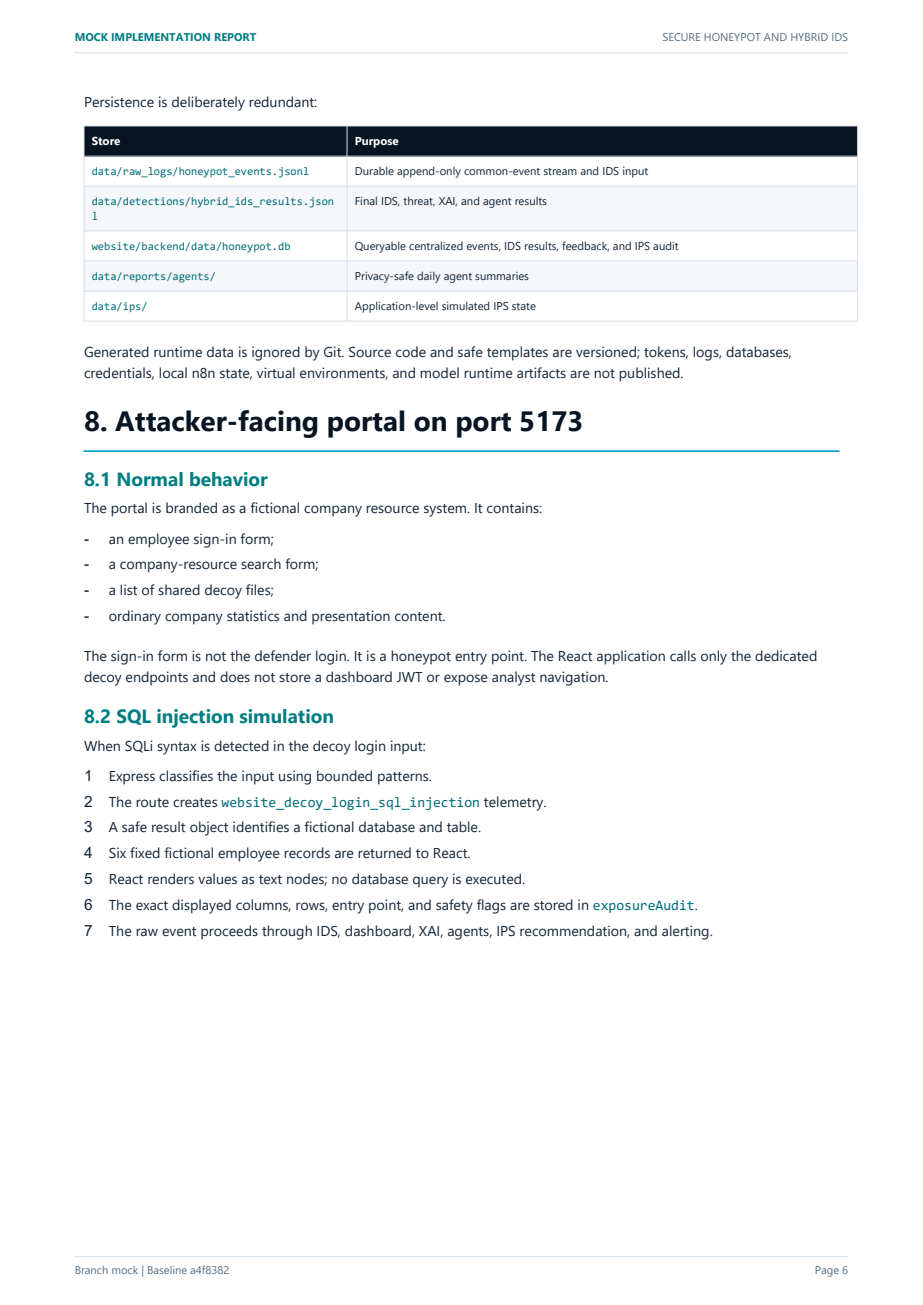 MOCK IMPLEMENTATION REPORT
SECURE HONEYPOT AND HYBRID IDS
Persistence is deliberately redundant:
Store
Purpose
data/raw_logs/honeypot_events.jsonl
Durable append-only common-event stream and IDS input
data/detections/hybrid_ids_results.json
l
Final IDS, threat, XAI, and agent results
website/backend/data/honeypot.db
Queryable centralized events, IDS results, feedback, and IPS audit
data/reports/agents/
Privacy-safe daily agent summaries
data/ips/
Application-level simulated IPS state
Generated runtime data is ignored by Git. Source code and safe templates are versioned; tokens, logs, databases,
credentials, local n8n state, virtual environments, and model runtime artifacts are not published.
8. Attacker-facing portal on port 5173
8.1 Normal behavior
The portal is branded as a fictional company resource system. It contains:
- an employee sign-in form;
- a company-resource search form;
- a list of shared decoy files;
- ordinary company statistics and presentation content.
The sign-in form is not the defender login. It is a honeypot entry point. The React application calls only the dedicated
decoy endpoints and does not store a dashboard JWT or expose analyst navigation.
8.2 SQL injection simulation
When SQLi syntax is detected in the decoy login input:
1 Express classifies the input using bounded patterns.
2 The route creates website_decoy_login_sql_injection telemetry.
3 A safe result object identifies a fictional database and table.
4 Six fixed fictional employee records are returned to React.
5 React renders values as text nodes; no database query is executed.
6 The exact displayed columns, rows, entry point, and safety flags are stored in exposureAudit.
7 The raw event proceeds through IDS, dashboard, XAI, agents, IPS recommendation, and alerting.
Branch mock | Baseline a4f8382
Page 6